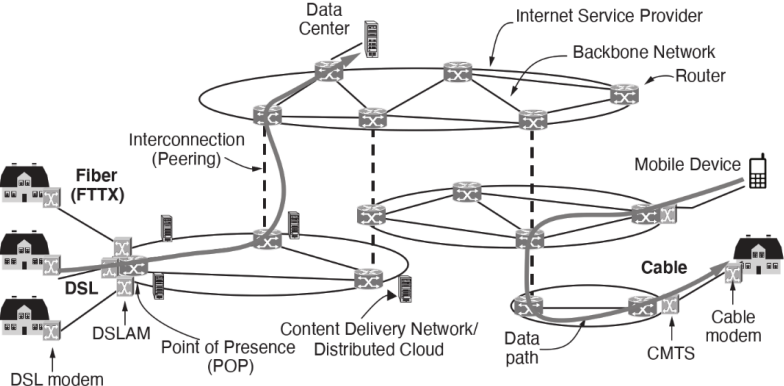 Data
Center
Internet Service Provider
Backbone Network
Router
Interconnection
(Peering)
Mobile Device
Fiber
(FTTX)
DSL
Cable
DSLAM
Point of Presence
(POP)
DSL modem
Content Delivery Network/
Distributed Cloud
Data
path
CMTS
Cable
modem